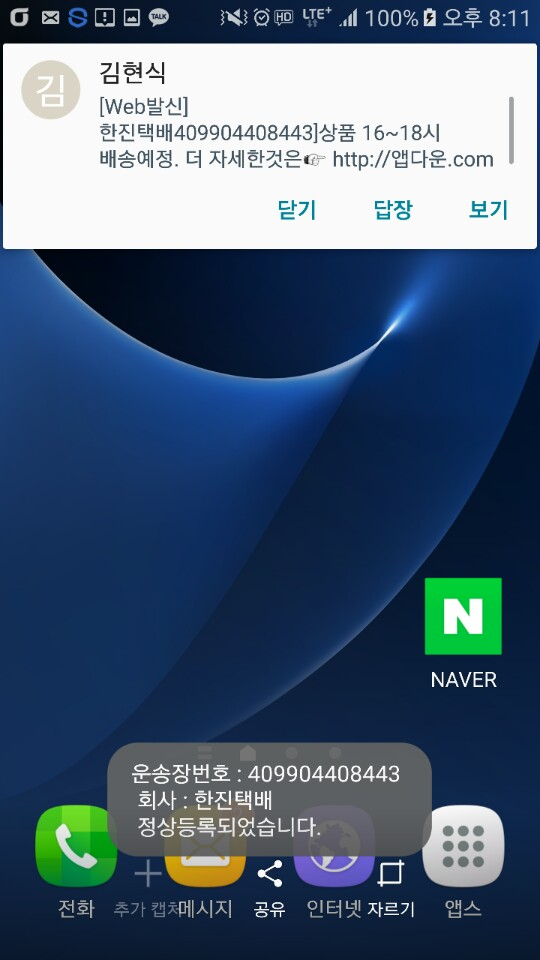 TALK HD LTE+ 100% 오후 8:11
김
김현식
[Web발신]
한진택배409904408443]상품 16~18시
배송예정. 더 자세한것은👉 http://앱다운.com
닫기 답장 보기
N
NAVER
운송장번호 : 409904408443
회사 : 한진택배
정상등록되었습니다.
전화 추가 캡처 메시지 공유 인터넷 자르기 앱스